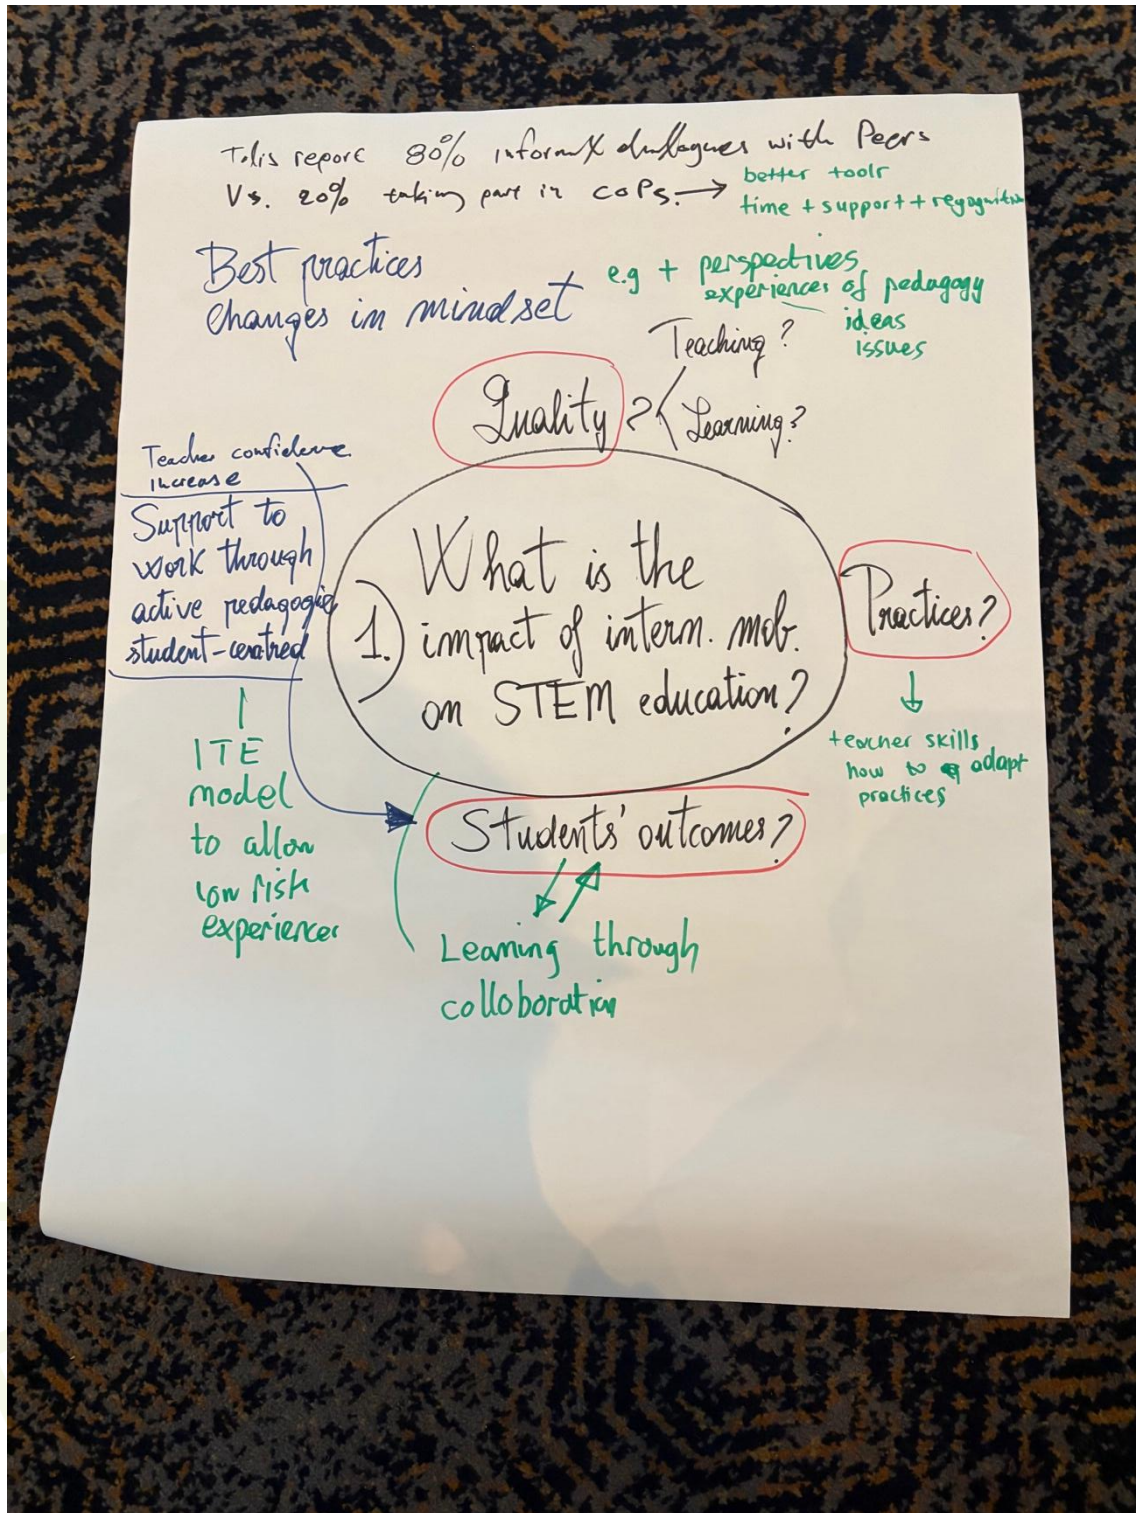 Talis report 80% informal dialogues with Peers
Vs. 20% taking part in CoPs. →
better tools
time + support + regognition
Best practices
changes in mindset
e.g + perspectives
experiences of pedagogy
ideas
issues
Quality ?
Teaching ?
Learning ?
Teacher confidence
increase
Support to
work through
active pedagogie
student-centred
1.
What is the
impact of intern. mob.
on STEM education?
Practices?
teacher skills
how to adapt
practices
ITE
model
to allow
low risk
experiences
Students' outcomes?
Learning through
colloboration